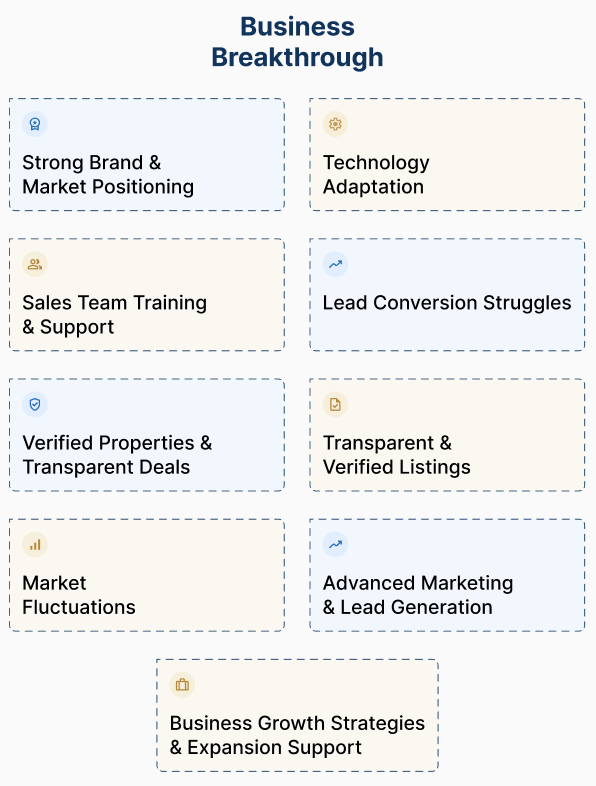 Business
Breakthrough
Strong Brand &
Market Positioning
Technology
Adaptation
Sales Team Training
& Support
Lead Conversion Struggles
Verified Properties &
Transparent Deals
Transparent &
Verified Listings
Market
Fluctuations
Advanced Marketing
& Lead Generation
Business Growth Strategies
& Expansion Support